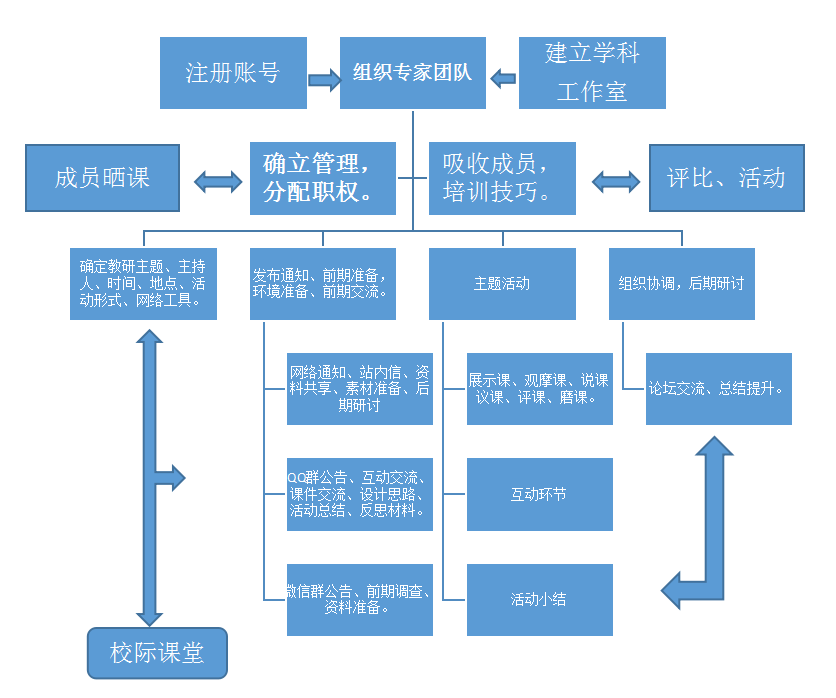 注册账号
组织专家团队
建立学科
工作室
成员晒课
确立管理，
分配职权。
吸收成员，
培训技巧。
评比、活动
确定教研主题、主持
人、时间、地点、活
动形式、网络工具。
发布通知、前期准备，
环境准备、前期交流。
主题活动
组织协调，后期研讨
网络通知、站内信、资
料共享、素材准备、后
期研讨
展示课、观摩课、说课
议课、评课、磨课。
论坛交流、总结提升。
QQ群公告、互动交流、
课件交流、设计思路、
活动总结、反思材料。
互动环节
微信群公告、前期调查、
资料准备。
活动小结
校际课堂